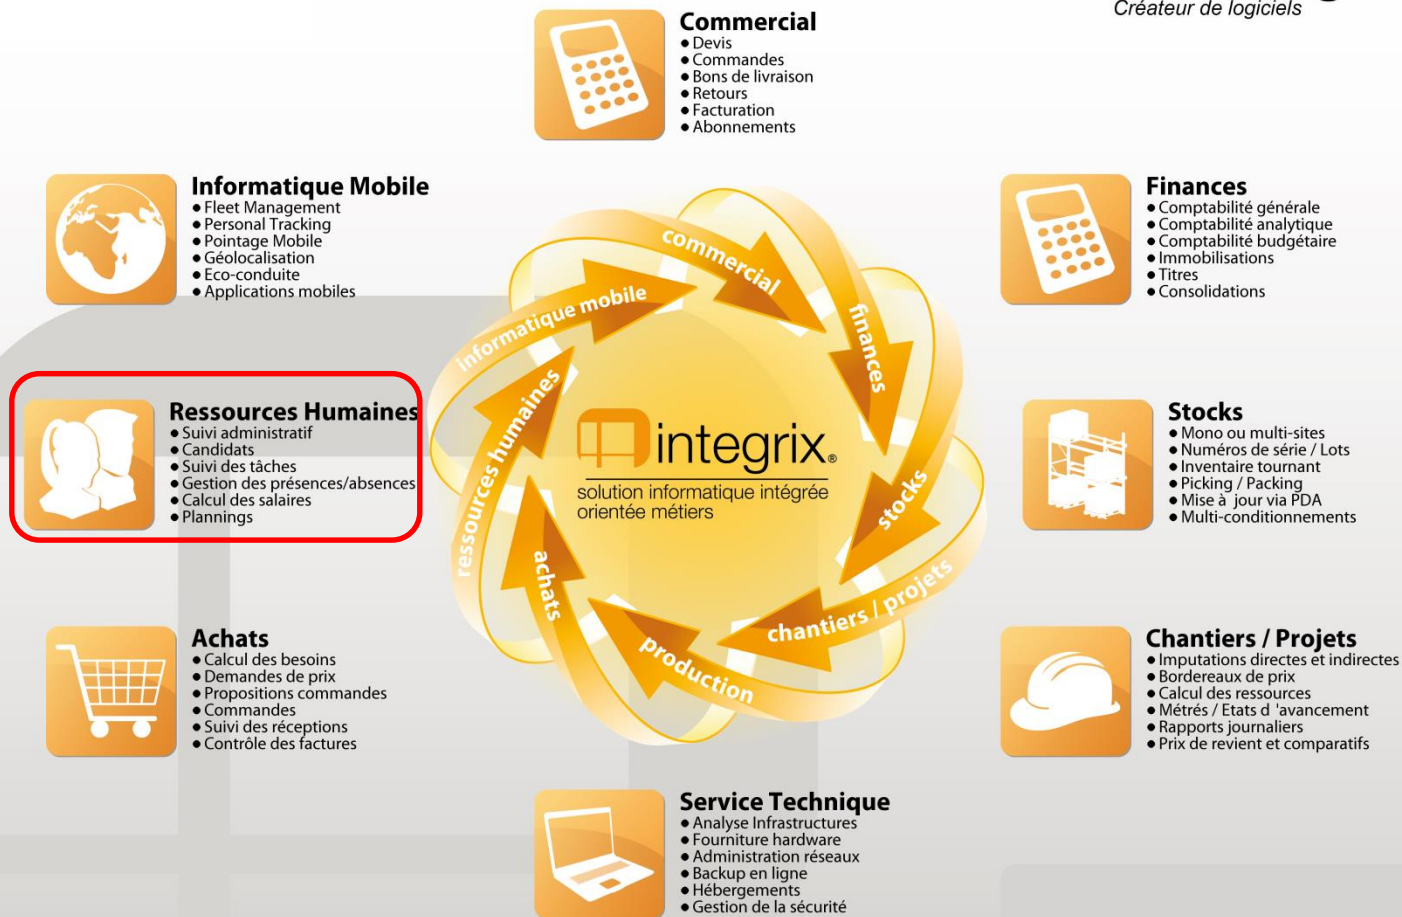 Créateur de logiciels
Commercial
● Devis
● Commandes
● Bons de livraison
● Retours
● Facturation
● Abonnements
Informatique Mobile
● Fleet Management
● Personal Tracking
● Pointage Mobile
● Géolocalisation
● Eco-conduite
● Applications mobiles
Finances
● Comptabilité générale
● Comptabilité analytique
● Comptabilité budgétaire
● Immobilisations
● Titres
● Consolidations
commercial
informatique mobile
finances
ressources humaines
integrix®
solution informatique intégrée
orientée métiers
stocks
achats
chantiers / projets
production
Ressources Humaines
● Suivi administratif
● Candidats
● Suivi des tâches
● Gestion des présences/absences
● Calcul des salaires
● Plannings
Stocks
● Mono ou multi-sites
● Numéros de série / Lots
● Inventaire tournant
● Picking / Packing
● Mise à jour via PDA
● Multi-conditionnements
Achats
● Calcul des besoins
● Demandes de prix
● Propositions commandes
● Commandes
● Suivi des réceptions
● Contrôle des factures
Chantiers / Projets
● Imputations directes et indirectes
● Bordereaux de prix
● Calcul des ressources
● Métrés / Etats d 'avancement
● Rapports journaliers
● Prix de revient et comparatifs
Service Technique
● Analyse Infrastructures
● Fourniture hardware
● Administration réseaux
● Backup en ligne
● Hébergements
● Gestion de la sécurité